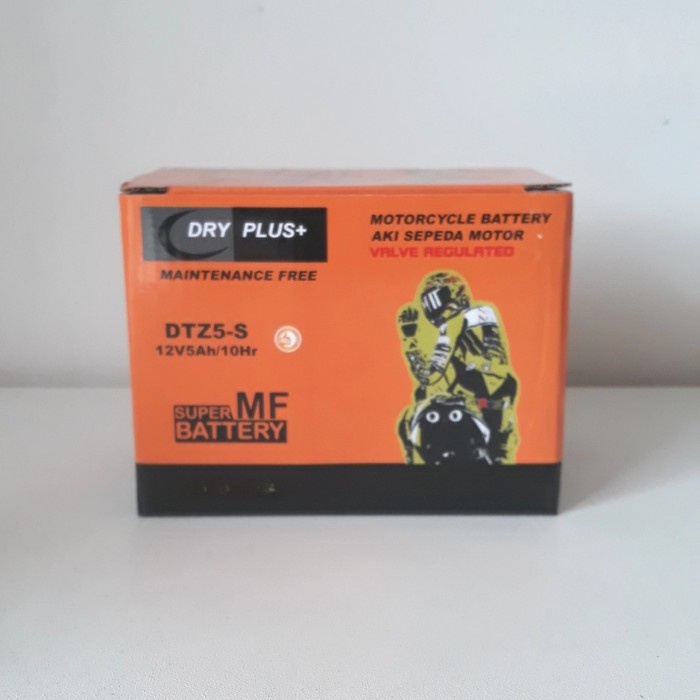 DRY PLUS+
MAINTENANCE FREE
MOTORCYCLE BATTERY
AKI SEPEDA MOTOR
VALVE REGULATED
DTZ5-S
12V5Ah/10Hr
SUPER MF
BATTERY